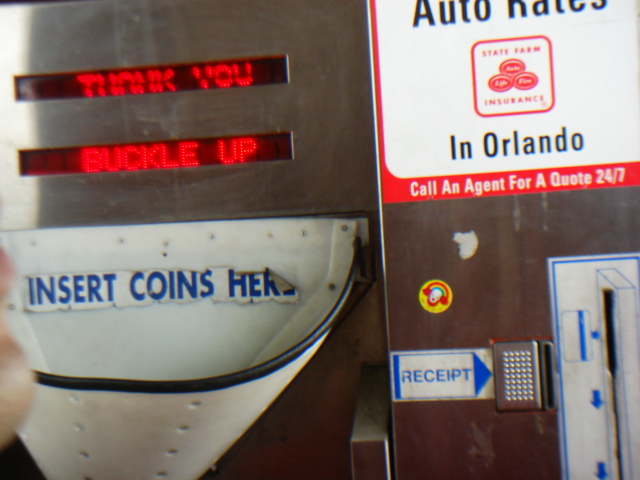 THANK YOU
BUCKLE UP
INSERT COINS HERE
Auto Rates
STATE FARM
Auto
Life Fire
INSURANCE
In Orlando
Call An Agent For A Quote 24/7
RECEIPT